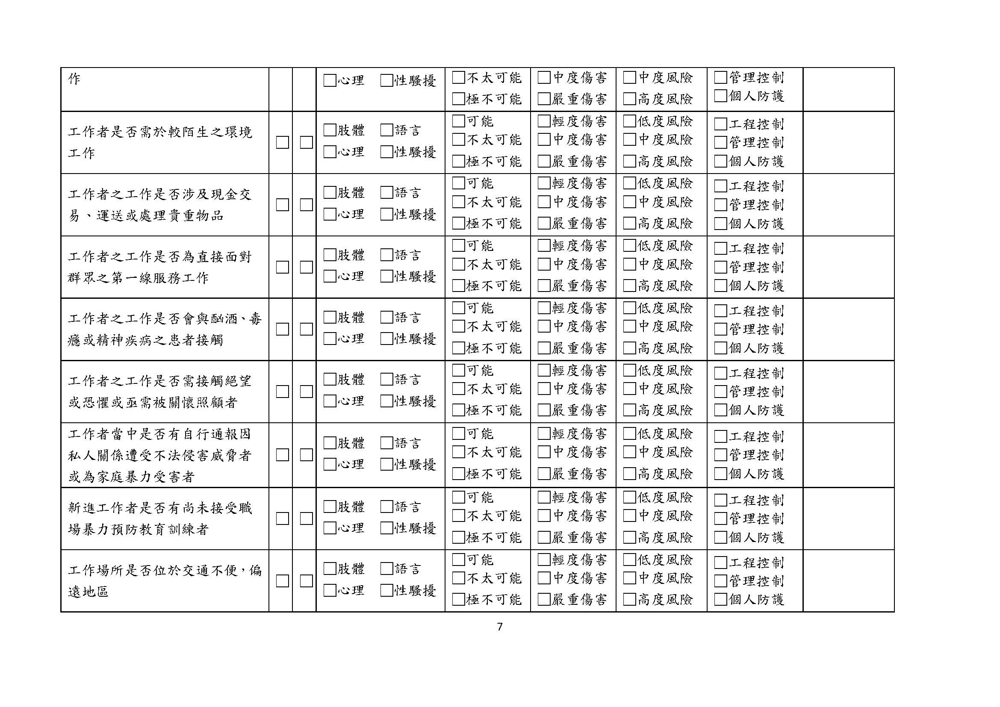 作
□心理 □性騷擾
□不太可能
□極不可能
□中度傷害
□嚴重傷害
□中度風險
□高度風險
□管理控制
□個人防護
工作者是否需於較陌生之環境
工作
□ □
□肢體 □語言
□心理 □性騷擾
□可能
□不太可能
□極不可能
□輕度傷害
□中度傷害
□嚴重傷害
□低度風險
□中度風險
□高度風險
□工程控制
□管理控制
□個人防護
工作者之工作是否涉及現金交
易、運送或處理貴重物品
□ □
□肢體 □語言
□心理 □性騷擾
□可能
□不太可能
□極不可能
□輕度傷害
□中度傷害
□嚴重傷害
□低度風險
□中度風險
□高度風險
□工程控制
□管理控制
□個人防護
工作者之工作是否為直接面對
群眾之第一線服務工作
□ □
□肢體 □語言
□心理 □性騷擾
□可能
□不太可能
□極不可能
□輕度傷害
□中度傷害
□嚴重傷害
□低度風險
□中度風險
□高度風險
□工程控制
□管理控制
□個人防護
工作者之工作是否會與酗酒、毒
癮或精神疾病之患者接觸
□ □
□肢體 □語言
□心理 □性騷擾
□可能
□不太可能
□極不可能
□輕度傷害
□中度傷害
□嚴重傷害
□低度風險
□中度風險
□高度風險
□工程控制
□管理控制
□個人防護
工作者之工作是否需接觸絕望
或恐懼或亟需被關懷照顧者
□ □
□肢體 □語言
□心理 □性騷擾
□可能
□不太可能
□極不可能
□輕度傷害
□中度傷害
□嚴重傷害
□低度風險
□中度風險
□高度風險
□工程控制
□管理控制
□個人防護
工作者當中是否有自行通報因
私人關係遭受不法侵害威脅者
或為家庭暴力受害者
□ □
□肢體 □語言
□心理 □性騷擾
□可能
□不太可能
□極不可能
□輕度傷害
□中度傷害
□嚴重傷害
□低度風險
□中度風險
□高度風險
□工程控制
□管理控制
□個人防護
新進工作者是否有尚未接受職
場暴力預防教育訓練者
□ □
□肢體 □語言
□心理 □性騷擾
□可能
□不太可能
□極不可能
□輕度傷害
□中度傷害
□嚴重傷害
□低度風險
□中度風險
□高度風險
□工程控制
□管理控制
□個人防護
工作場所是否位於交通不便，偏
遠地區
□ □
□肢體 □語言
□心理 □性騷擾
□可能
□不太可能
□極不可能
□輕度傷害
□中度傷害
□嚴重傷害
□低度風險
□中度風險
□高度風險
□工程控制
□管理控制
□個人防護
7